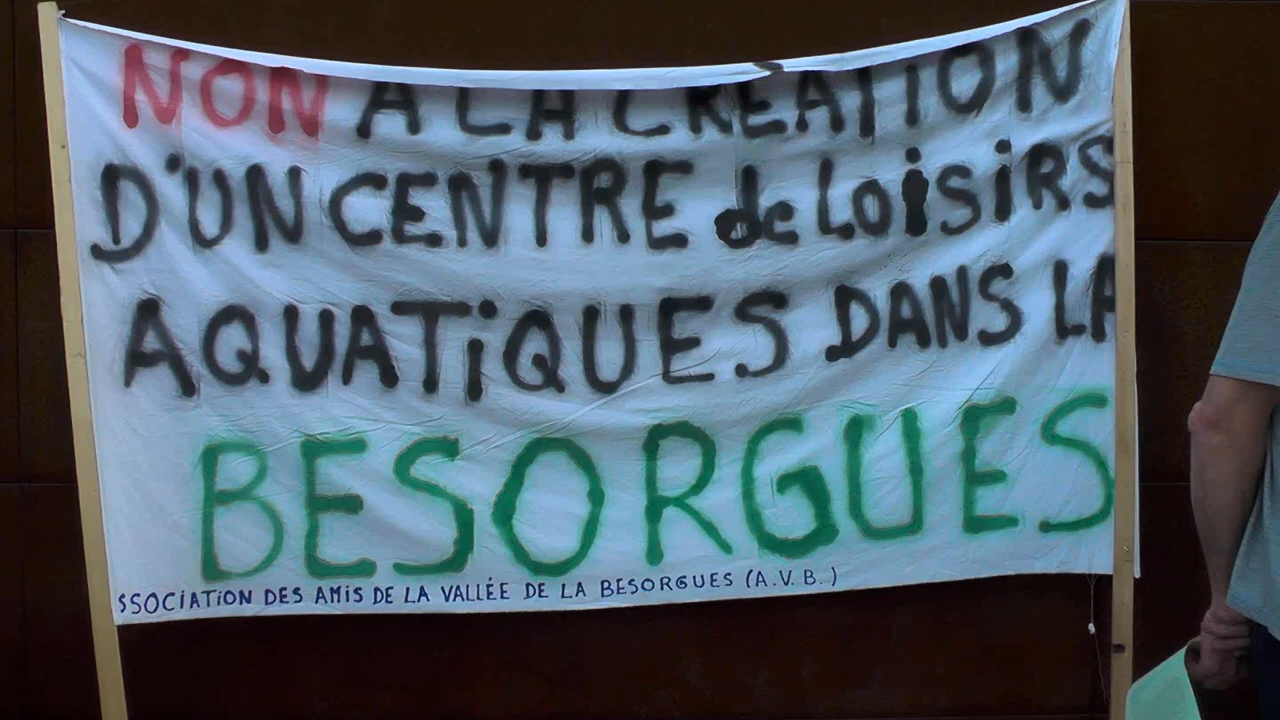 NON A LA CREATION
D'UN CENTRE de LOiSiRS
AQUATiQUES DANS LA
BESORGUES
SSOCiATiON DES AMiS DE LA VALLÉE DE LA BESORGUES (A.V.B.)